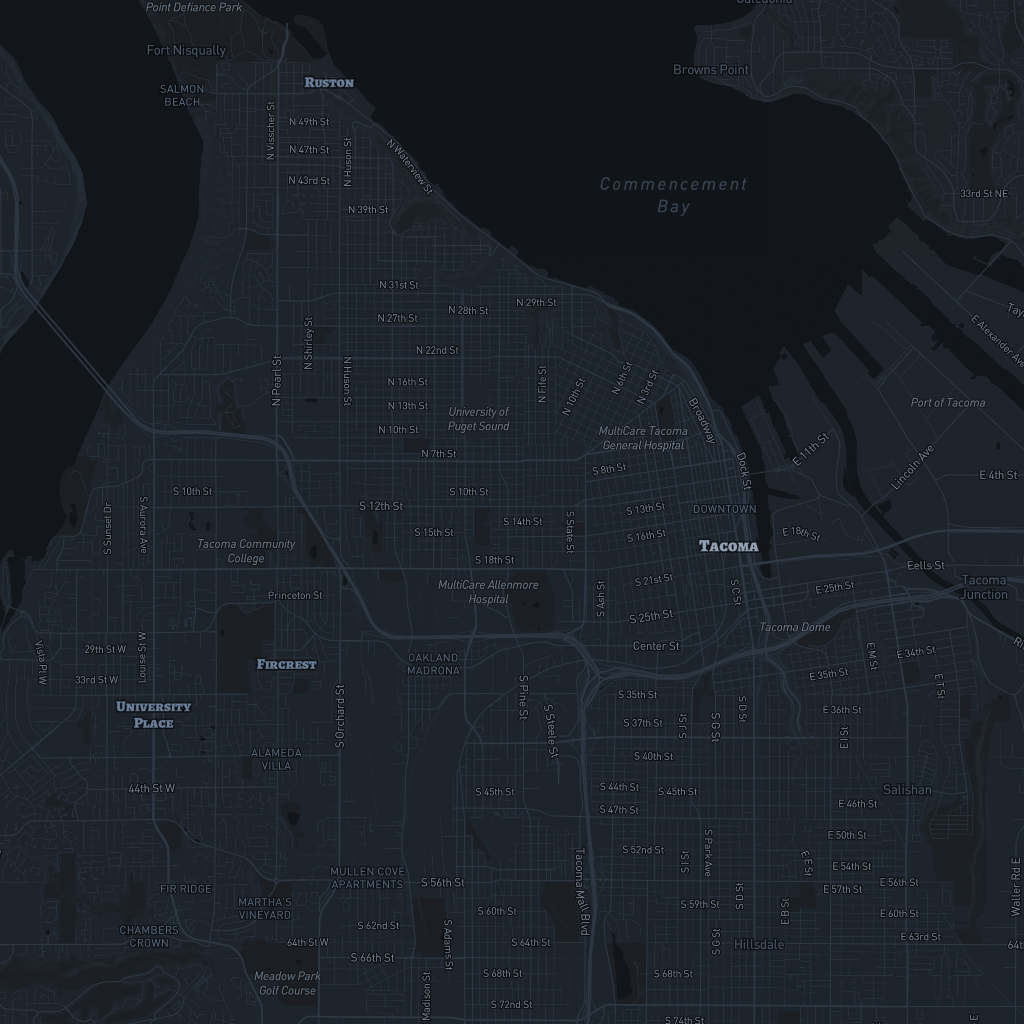 Point Defiance Park
Fort Nisqually
Browns Point
RUSTON
SALMON
BEACH
N Visscher St
N 49th St
N 47th St
N Huson St
N Waterview St
N 43rd St
Commencement
Bay
33rd St NE
N 39th St
N 31st St
N 28th St
N 29th St
N 27th St
E Alexander Ave
N Shirley St
N 22nd St
N Pearl St
N Huson St
N 16th St
N Fife St
N 10th St
N 6th St
N 3rd St
N 13th St
University of
Puget Sound
Port of Tacoma
Broadway
N 10th St
MultiCare Tacoma
General Hospital
N 7th St
E 11th St
Lincoln Ave
Dock St
S 8th St
E 4th St
S 10th St
S 10th St
S Sunset Dr
S Aurora Ave
S 12th St
S 13th St
DOWNTOWN
S 14th St
S State St
S 15th St
S 16th St
E 18th St
Tacoma Community
College
TACOMA
S 18th St
Eells St
MultiCare Allenmore
Hospital
S 21st St
S C St
E 25th St
Tacoma
Junction
Princeton St
S Ash St
S 25th St
Tacoma Dome
Vista Pl W
29th St W
Louise St W
Center St
E M St
E 34th St
FIRCREST
OAKLAND
MADRONA
33rd St W
E 35th St
E T St
UNIVERSITY
PLACE
S Orchard St
S Pine St
S Steele St
S 35th St
S D St
E 36th St
S 37th St
S J St
S G St
E I St
ALAMEDA
VILLA
S 40th St
44th St W
S 45th St
S 44th St
S 45th St
Salishan
S 47th St
E 46th St
E 50th St
S Park Ave
S 52nd St
S I St
E E St
E 54th St
Tacoma Mall Blvd
MULLEN COVE
APARTMENTS
S 56th St
E 56th St
E 57th St
Waller Rd E
FIR RIDGE
S D St
S 59th St
E B St
MARTHA'S
VINEYARD
S 60th St
E 60th St
S 62nd St
CHAMBERS
CROWN
64th St W
S Adams St
S 64th St
S G St
Hillsdale
E 63rd St
S 66th St
Meadow Park
Golf Course
Madison St
S 68th St
S 68th St
S 72nd St
S 74th St